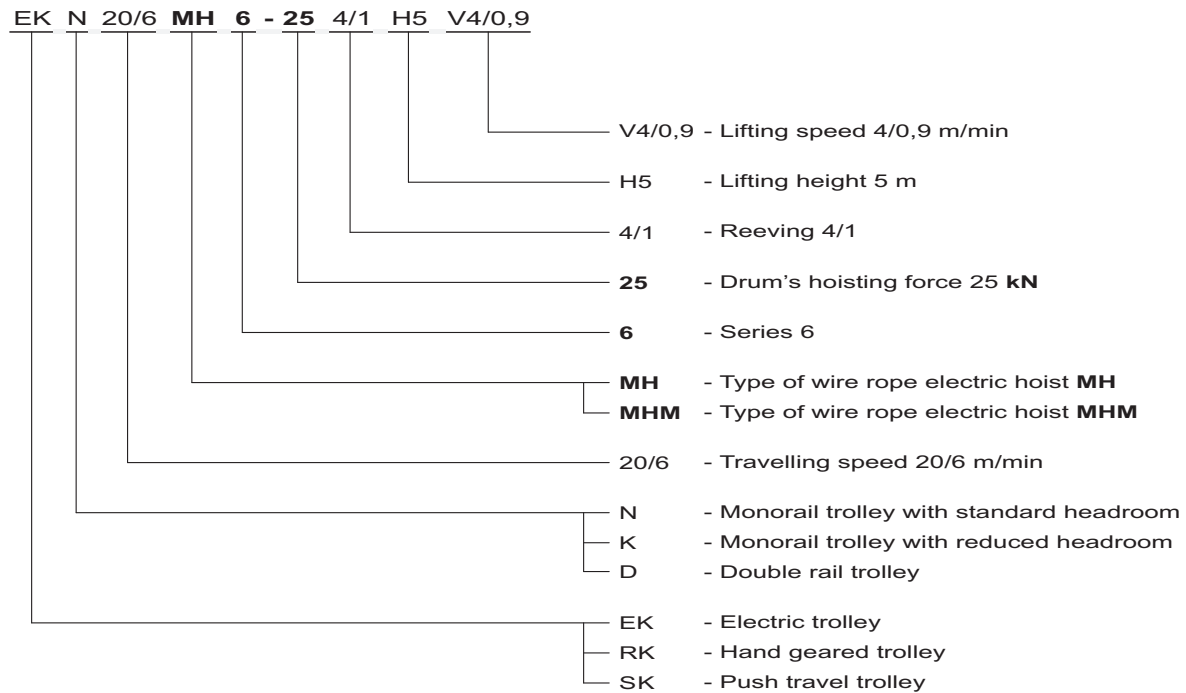 EK N 20/6 MH 6 - 25 4/1 H5 V4/0,9
V4/0,9 - Lifting speed 4/0,9 m/min
H5 - Lifting height 5 m
4/1 - Reeving 4/1
25 - Drum’s hoisting force 25 kN
6 - Series 6
MH - Type of wire rope electric hoist MH
MHM - Type of wire rope electric hoist MHM
20/6 - Travelling speed 20/6 m/min
N - Monorail trolley with standard headroom
K - Monorail trolley with reduced headroom
D - Double rail trolley
EK - Electric trolley
RK - Hand geared trolley
SK - Push travel trolley